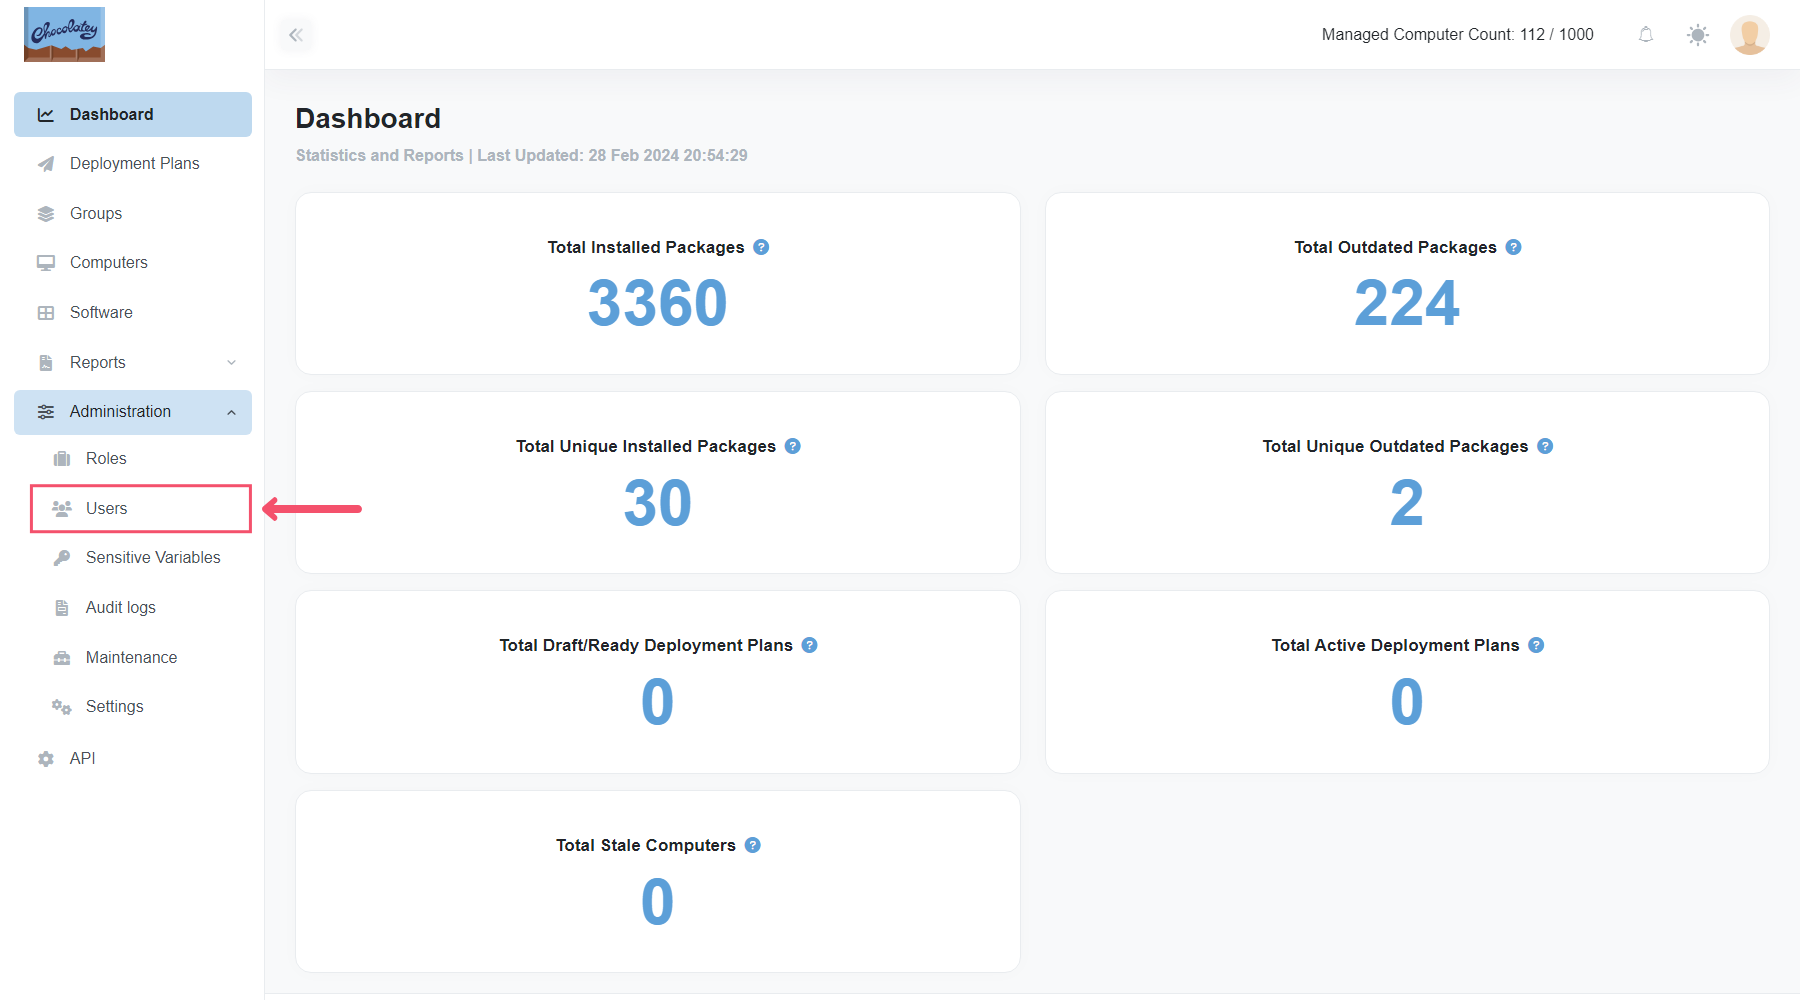 Chocolatey
Managed Computer Count: 112 / 1000
Dashboard
Deployment Plans
Groups
Computers
Software
Reports
Administration
Roles
Users
Sensitive Variables
Audit logs
Maintenance
Settings
API
Dashboard
Statistics and Reports | Last Updated: 28 Feb 2024 20:54:29
Total Installed Packages ?
3360
Total Outdated Packages ?
224
Total Unique Installed Packages ?
30
Total Unique Outdated Packages ?
2
Total Draft/Ready Deployment Plans ?
0
Total Active Deployment Plans ?
0
Total Stale Computers ?
0